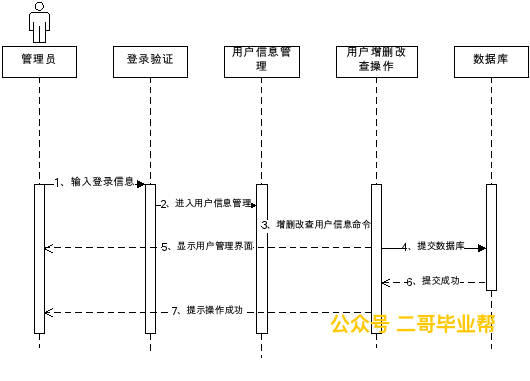 管理员
登录验证
用户信息管
理
用户增删改
查操作
数据库
1、输入登录信息
2、进入用户信息管理
3、增删改查用户信息命令
5、显示用户管理界面
4、提交数据库
6、提交成功
7、提示操作成功
公众号 二哥毕业帮